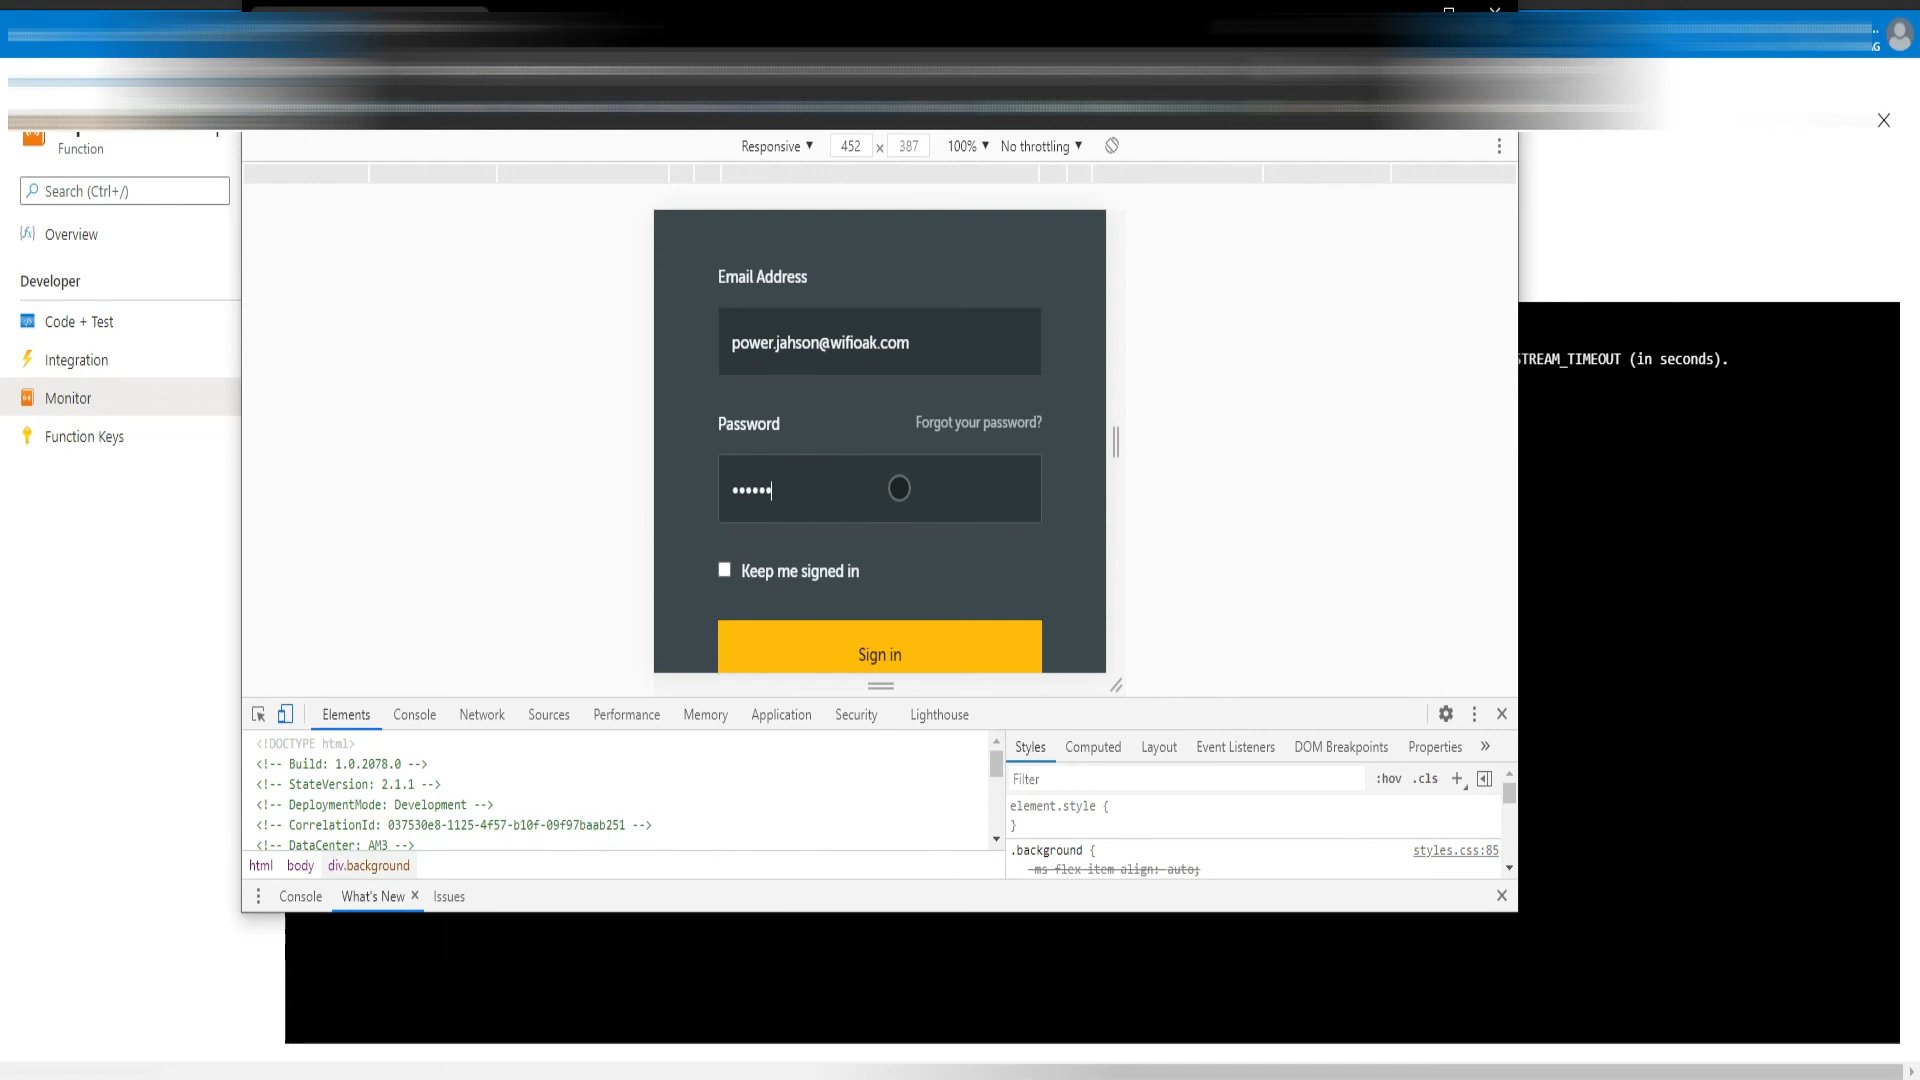 G
Function
Search (Ctrl+/)
Overview
Developer
Code + Test
Integration
Monitor
Function Keys
Responsive ▼ 452 x 387 100% ▼ No throttling ▼
Email Address
power.jahson@wifioak.com
Password Forgot your password?
••••••
Keep me signed in
Sign in
STREAM_TIMEOUT (in seconds).
Elements Console Network Sources Performance Memory Application Security Lighthouse
<!DOCTYPE html>
<!-- Build: 1.0.2078.0 -->
<!-- StateVersion: 2.1.1 -->
<!-- DeploymentMode: Development -->
<!-- CorrelationId: 037530e8-1125-4f57-b10f-09f97baab251 -->
<!-- DataCenter: AM3 -->
html body div.background
Styles Computed Layout Event Listeners DOM Breakpoints Properties »
Filter :hov .cls +
element.style {
}
.background { styles.css:85
-ms-flex-item-align: auto;
Console What's New × Issues